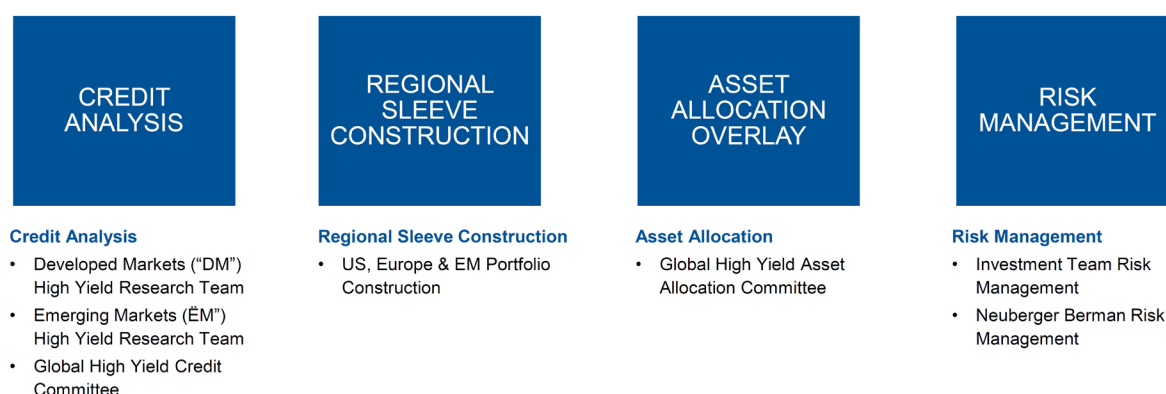 CREDIT
ANALYSIS
REGIONAL
SLEEVE
CONSTRUCTION
ASSET
ALLOCATION
OVERLAY
RISK
MANAGEMENT
Credit Analysis
• Developed Markets (“DM”)
High Yield Research Team
• Emerging Markets (ËM”)
High Yield Research Team
• Global High Yield Credit
Committee
Regional Sleeve Construction
• US, Europe & EM Portfolio
Construction
Asset Allocation
• Global High Yield Asset
Allocation Committee
Risk Management
• Investment Team Risk
Management
• Neuberger Berman Risk
Management